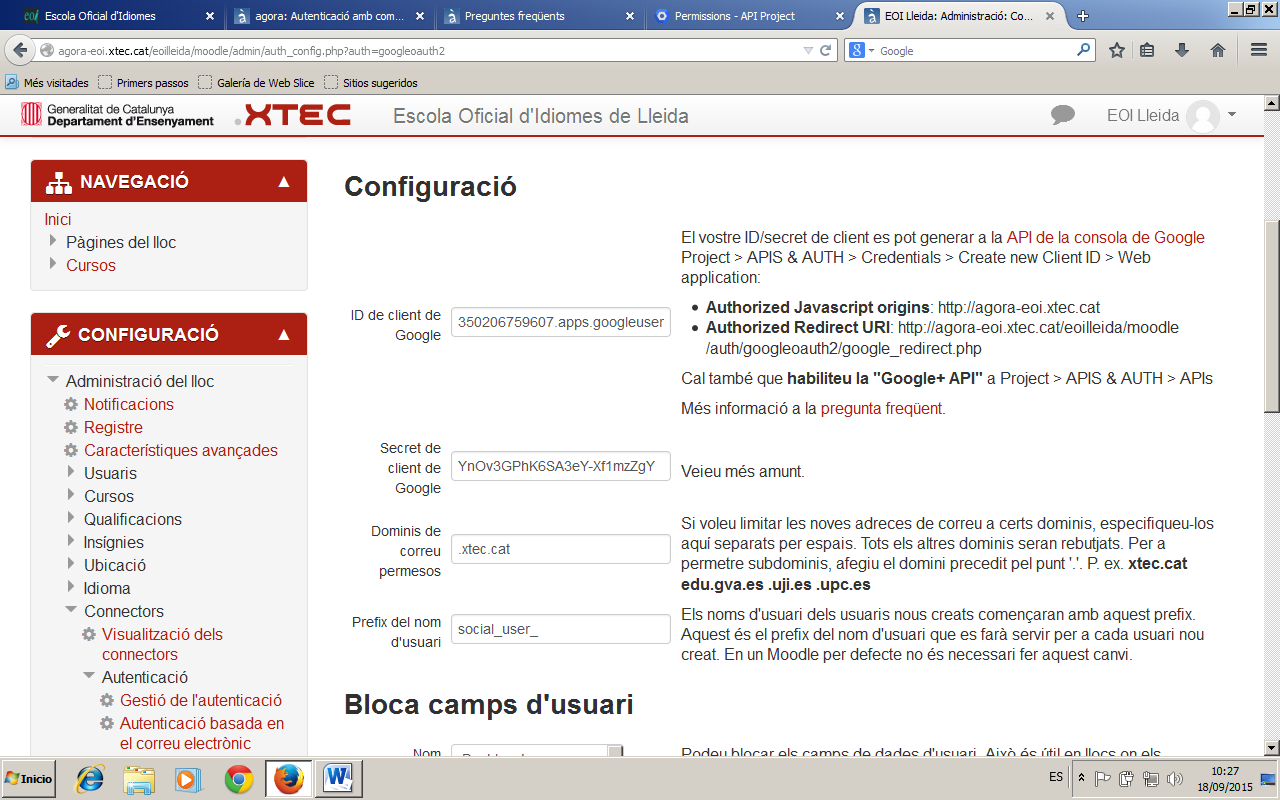 Escola Oficial d'Idiomes
agora: Autenticació amb com...
Preguntes freqüents
Permissions - API Project
EOI Lleida: Administració: Co...
agora-eoi.xtec.cat/eoilleida/moodle/admin/auth_config.php?auth=googleoauth2
Google
Més visitades
Primers passos
Galería de Web Slice
Sitios sugeridos
Generalitat de Catalunya
Departament d'Ensenyament
XTEC
Escola Oficial d'Idiomes de Lleida
EOI Lleida
NAVEGACIÓ
Inici
Pàgines del lloc
Cursos
CONFIGURACIÓ
Administració del lloc
Notificacions
Registre
Característiques avançades
Usuaris
Cursos
Qualificacions
Insígnies
Ubicació
Idioma
Connectors
Visualització dels
connectors
Autenticació
Gestió de l'autenticació
Autenticació basada en
el correu electrònic
Configuració
ID de client de
Google
350206759607.apps.googleuser
El vostre ID/secret de client es pot generar a la API de la consola de Google
Project > APIS & AUTH > Credentials > Create new Client ID > Web
application:
• Authorized Javascript origins: http://agora-eoi.xtec.cat
• Authorized Redirect URI: http://agora-eoi.xtec.cat/eoilleida/moodle
/auth/googleoauth2/google_redirect.php
Cal també que habiliteu la "Google+ API" a Project > APIS & AUTH > APIs
Més informació a la pregunta freqüent.
Secret de
client de
Google
YnOv3GPhK6SA3eY-Xf1mzZgY
Veieu més amunt.
Dominis de
correu
permesos
.xtec.cat
Si voleu limitar les noves adreces de correu a certs dominis, especifiqueu-los
aquí separats per espais. Tots els altres dominis seran rebutjats. Per a
permetre subdominis, afegiu el domini precedit pel punt '.'. P. ex. xtec.cat
edu.gva.es .uji.es .upc.es
Prefix del nom
d'usuari
social_user_
Els noms d'usuari dels usuaris nous creats començaran amb aquest prefix.
Aquest és el prefix del nom d'usuari que es farà servir per a cada usuari nou
creat. En un Moodle per defecte no és necessari fer aquest canvi.
Bloca camps d'usuari
Nom
Podeu blocar els camps de dades d'usuari. Això és útil en llocs on els
Inicio
ES
10:27
18/09/2015